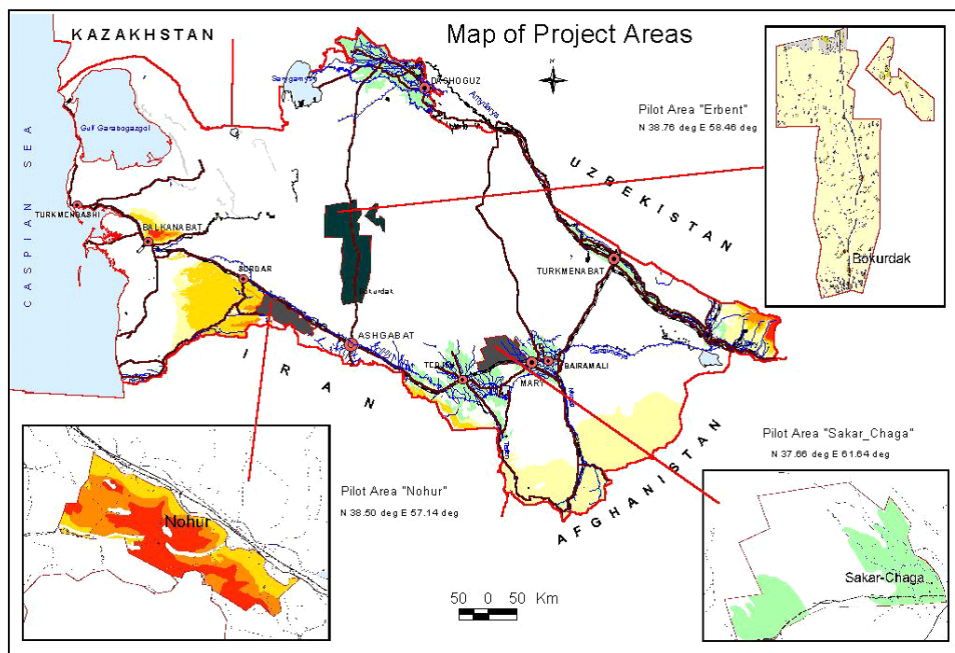 KAZAKHSTAN
Map of Project Areas
N
Sarygamysh
DASHOGUZ
Amydarya
Pilot Area "Erbent"
N 38.76 deg E 58.46 deg
Gulf Garabogazgol
CASPIAN SEA
UZBEKISTAN
TURKMENBASHI
BALKANABAT
Bokurdak
SERDAR
TURKMENABAT
Bokurdak
ASHGABAT
IRAN
TEDJEN
MARY
BAIRAMALI
AFGHANISTAN
Pilot Area "Sakar_Chaga"
N 37.66 deg E 61.64 deg
Pilot Area "Nohur"
N 38.50 deg E 57.14 deg
Nohur
Sakar-Chaga
50 0 50 Km